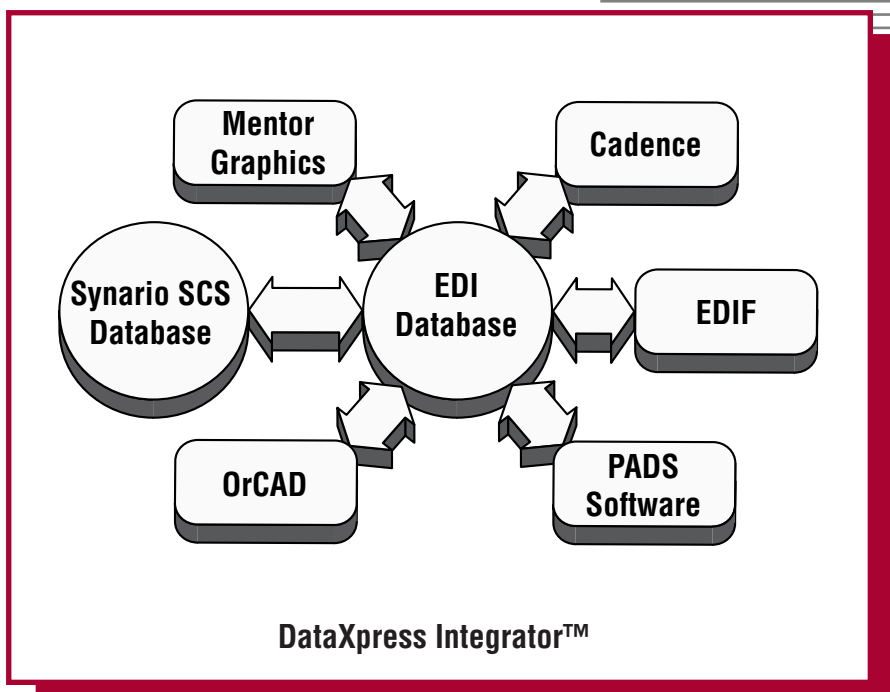 Mentor
Graphics
Cadence
Synario SCS
Database
EDI
Database
EDIF
OrCAD
PADS
Software
DataXpress Integrator™